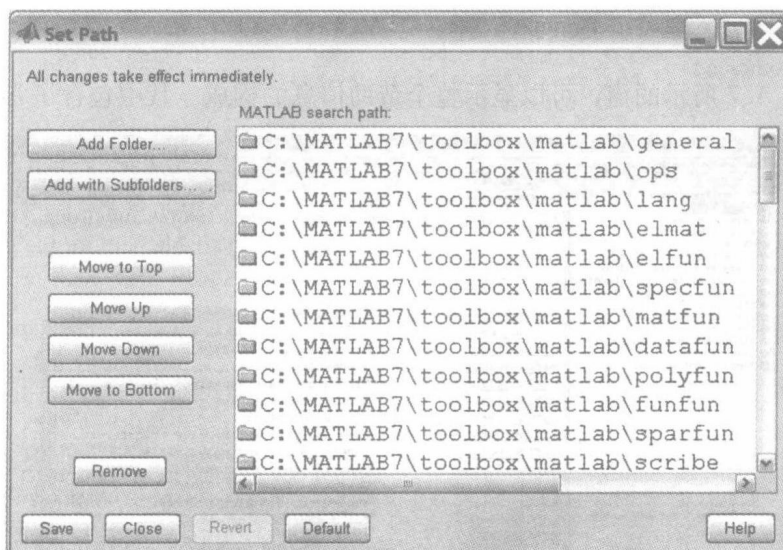 Set Path
All changes take effect immediately.
MATLAB search path:
Add Folder...
Add with Subfolders...
Move to Top
Move Up
Move Down
Move to Bottom
Remove
C:\MATLAB7\toolbox\matlab\general
C:\MATLAB7\toolbox\matlab\ops
C:\MATLAB7\toolbox\matlab\lang
C:\MATLAB7\toolbox\matlab\elmat
C:\MATLAB7\toolbox\matlab\elfun
C:\MATLAB7\toolbox\matlab\specfun
C:\MATLAB7\toolbox\matlab\matfun
C:\MATLAB7\toolbox\matlab\datafun
C:\MATLAB7\toolbox\matlab\polyfun
C:\MATLAB7\toolbox\matlab\funfun
C:\MATLAB7\toolbox\matlab\sparfun
C:\MATLAB7\toolbox\matlab\scribe
Save
Close
Revert
Default
Help